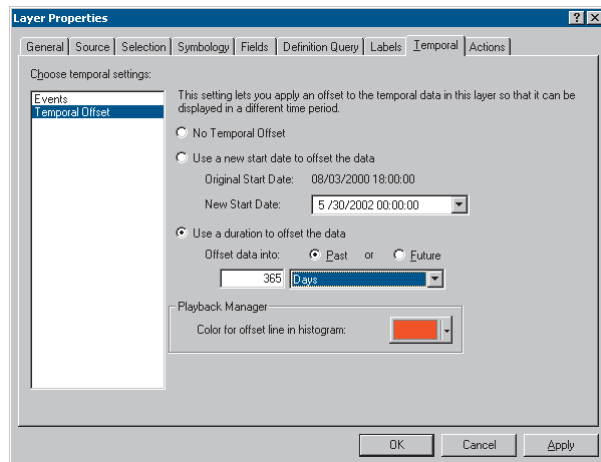 Layer Properties
General Source Selection Symbology Fields Definition Query Labels Temporal Actions
Choose temporal settings:
Events
Temporal Offset
This setting lets you apply an offset to the temporal data in this layer so that it can be
displayed in a different time period.
No Temporal Offset
Use a new start date to offset the data
Original Start Date: 08/03/2000 18:00:00
New Start Date: 5 /30/2002 00:00:00
Use a duration to offset the data
Offset data into: Past or Future
365 Days
Playback Manager
Color for offset line in histogram:
OK Cancel Apply